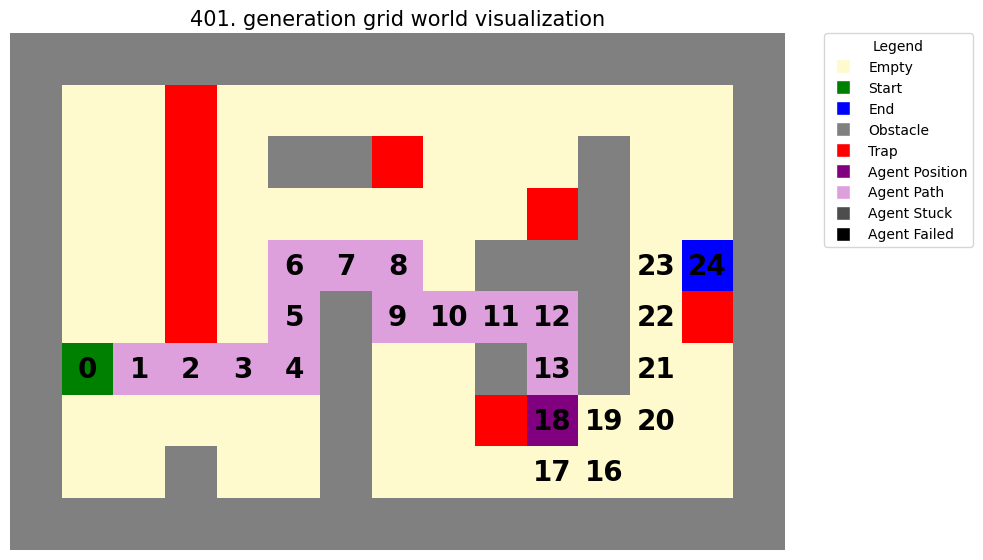 401. generation grid world visualization
Legend
Empty
Start
End
Obstacle
Trap
Agent Position
Agent Path
Agent Stuck
Agent Failed
6 7 8 23 24
5 9 10 11 12 22
0 1 2 3 4 13 21
18 19 20
17 16